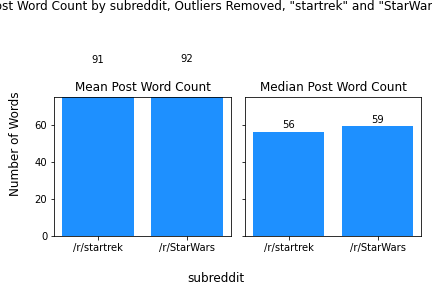 ost Word Count by subreddit, Outliers Removed, "startrek" and "StarWar
91 92
Mean Post Word Count Median Post Word Count
Number of Words
60
40
20
0
56 59
/r/startrek /r/StarWars /r/startrek /r/StarWars
subreddit